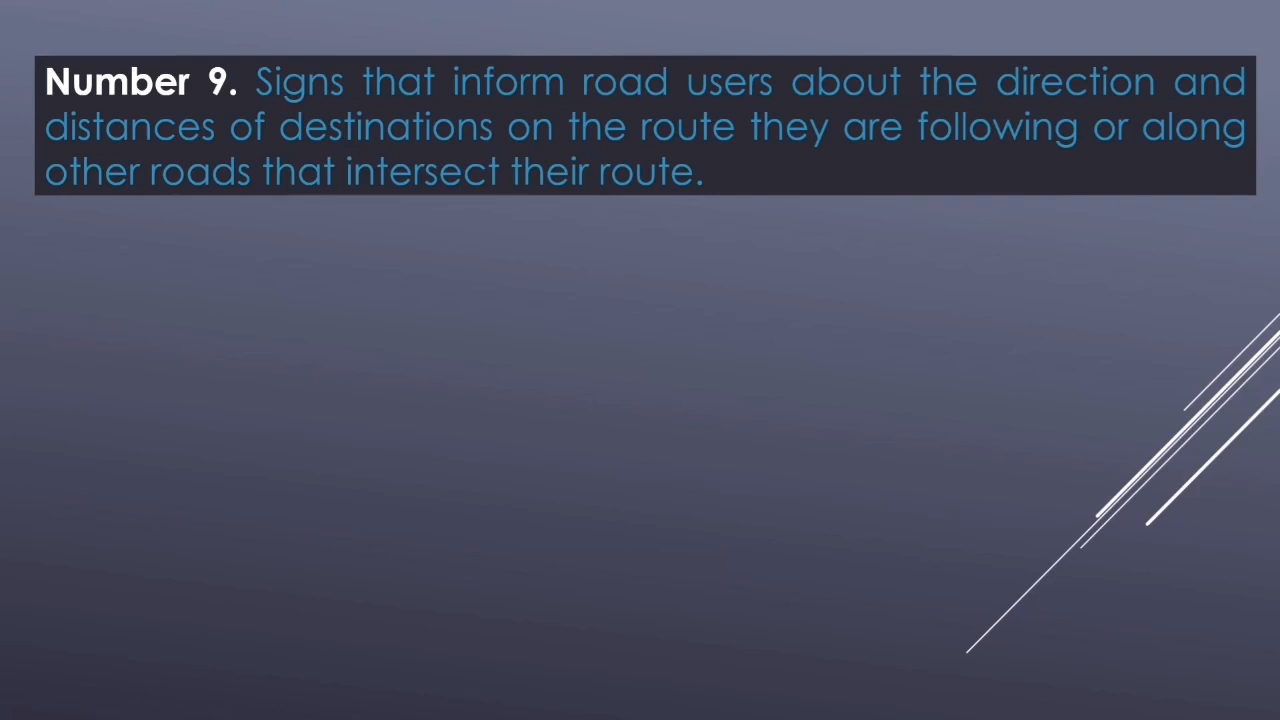 Number 9. Signs that inform road users about the direction and
distances of destinations on the route they are following or along
other roads that intersect their route.